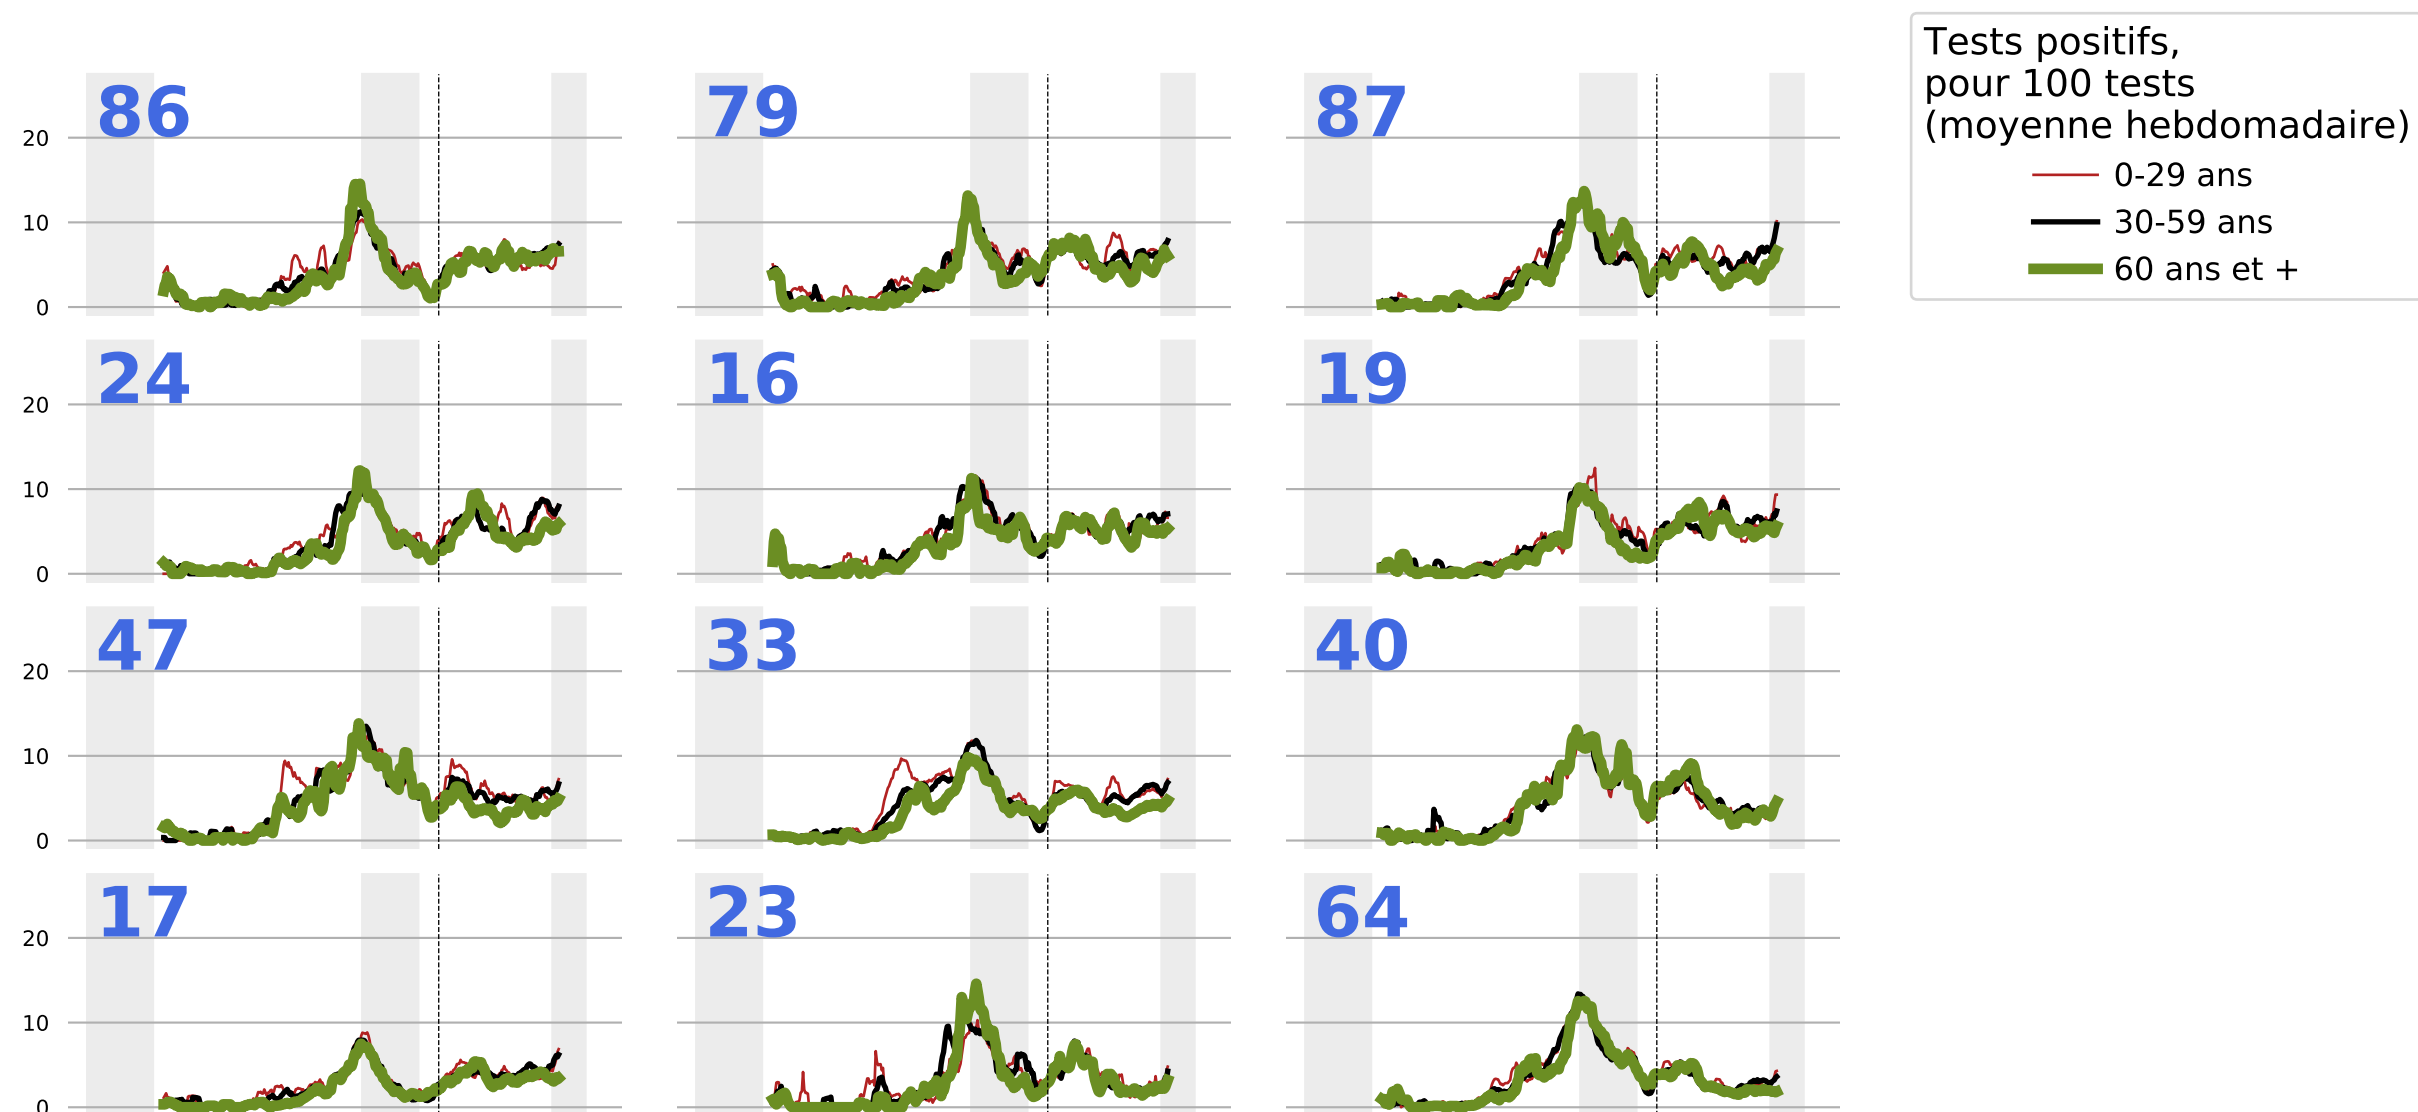 Tests positifs,
pour 100 tests
(moyenne hebdomadaire)
0-29 ans
30-59 ans
60 ans et +
86 79 87
20
10
0
24 16 19
20
10
0
47 33 40
20
10
0
17 23 64
20
10
0